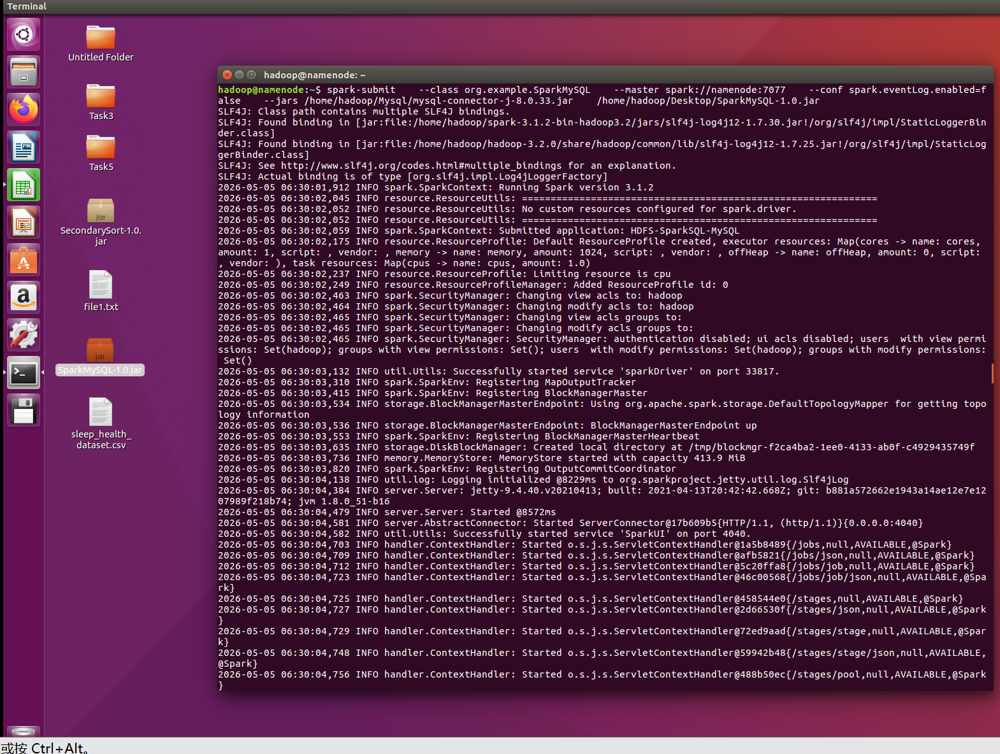 Terminal
Untitled Folder
Task3
Task5
jar
SecondarySort-1.0.
jar
file1.txt
jar
SparkMySQL-1.0.jar
sleep_health_
dataset.csv
hadoop@namenode: ~
hadoop@namenode:~$ spark-submit    --class org.example.SparkMySQL    --master spark://namenode:7077    --conf spark.eventLog.enabled=f
alse    --jars /home/hadoop/Mysql/mysql-connector-j-8.0.33.jar    /home/hadoop/Desktop/SparkMySQL-1.0.jar
SLF4J: Class path contains multiple SLF4J bindings.
SLF4J: Found binding in [jar:file:/home/hadoop/spark-3.1.2-bin-hadoop3.2/jars/slf4j-log4j12-1.7.30.jar!/org/slf4j/impl/StaticLoggerBin
der.class]
SLF4J: Found binding in [jar:file:/home/hadoop/hadoop-3.2.0/share/hadoop/common/lib/slf4j-log4j12-1.7.25.jar!/org/slf4j/impl/StaticLog
gerBinder.class]
SLF4J: See http://www.slf4j.org/codes.html#multiple_bindings for an explanation.
SLF4J: Actual binding is of type [org.slf4j.impl.Log4jLoggerFactory]
2026-05-05 06:30:01,912 INFO spark.SparkContext: Running Spark version 3.1.2
2026-05-05 06:30:02,045 INFO resource.ResourceUtils: ==============================================================
2026-05-05 06:30:02,052 INFO resource.ResourceUtils: No custom resources configured for spark.driver.
2026-05-05 06:30:02,052 INFO resource.ResourceUtils: ==============================================================
2026-05-05 06:30:02,059 INFO spark.SparkContext: Submitted application: HDFS-SparkSQL-MySQL
2026-05-05 06:30:02,175 INFO resource.ResourceProfile: Default ResourceProfile created, executor resources: Map(cores -> name: cores,
amount: 1, script: , vendor: , memory -> name: memory, amount: 1024, script: , vendor: , offHeap -> name: offHeap, amount: 0, script:
, vendor: ), task resources: Map(cpus -> name: cpus, amount: 1.0)
2026-05-05 06:30:02,237 INFO resource.ResourceProfile: Limiting resource is cpu
2026-05-05 06:30:02,249 INFO resource.ResourceProfileManager: Added ResourceProfile id: 0
2026-05-05 06:30:02,463 INFO spark.SecurityManager: Changing view acls to: hadoop
2026-05-05 06:30:02,464 INFO spark.SecurityManager: Changing modify acls to: hadoop
2026-05-05 06:30:02,465 INFO spark.SecurityManager: Changing view acls groups to:
2026-05-05 06:30:02,465 INFO spark.SecurityManager: Changing modify acls groups to:
2026-05-05 06:30:02,465 INFO spark.SecurityManager: SecurityManager: authentication disabled; ui acls disabled; users  with view permi
ssions: Set(hadoop); groups with view permissions: Set(); users  with modify permissions: Set(hadoop); groups with modify permissions:
 Set()
2026-05-05 06:30:03,132 INFO util.Utils: Successfully started service 'sparkDriver' on port 33817.
2026-05-05 06:30:03,310 INFO spark.SparkEnv: Registering MapOutputTracker
2026-05-05 06:30:03,415 INFO spark.SparkEnv: Registering BlockManagerMaster
2026-05-05 06:30:03,534 INFO storage.BlockManagerMasterEndpoint: Using org.apache.spark.storage.DefaultTopologyMapper for getting topo
logy information
2026-05-05 06:30:03,536 INFO storage.BlockManagerMasterEndpoint: BlockManagerMasterEndpoint up
2026-05-05 06:30:03,553 INFO spark.SparkEnv: Registering BlockManagerMasterHeartbeat
2026-05-05 06:30:03,635 INFO storage.DiskBlockManager: Created local directory at /tmp/blockmgr-f2ca4ba2-1ee0-4133-ab0f-c4929435749f
2026-05-05 06:30:03,736 INFO memory.MemoryStore: MemoryStore started with capacity 413.9 MiB
2026-05-05 06:30:03,820 INFO spark.SparkEnv: Registering OutputCommitCoordinator
2026-05-05 06:30:04,138 INFO util.log: Logging initialized @8229ms to org.sparkproject.jetty.util.log.Slf4jLog
2026-05-05 06:30:04,384 INFO server.Server: jetty-9.4.40.v20210413; built: 2021-04-13T20:42:42.668Z; git: b881a572662e1943a14ae12e7e12
07989f218b74; jvm 1.8.0_51-b16
2026-05-05 06:30:04,479 INFO server.Server: Started @8572ms
2026-05-05 06:30:04,581 INFO server.AbstractConnector: Started ServerConnector@17b609b5{HTTP/1.1, (http/1.1)}{0.0.0.0:4040}
2026-05-05 06:30:04,582 INFO util.Utils: Successfully started service 'SparkUI' on port 4040.
2026-05-05 06:30:04,703 INFO handler.ContextHandler: Started o.s.j.s.ServletContextHandler@1a5b8489{/jobs,null,AVAILABLE,@Spark}
2026-05-05 06:30:04,709 INFO handler.ContextHandler: Started o.s.j.s.ServletContextHandler@afb5821{/jobs/json,null,AVAILABLE,@Spark}
2026-05-05 06:30:04,712 INFO handler.ContextHandler: Started o.s.j.s.ServletContextHandler@5c20ffa8{/jobs/job,null,AVAILABLE,@Spark}
2026-05-05 06:30:04,723 INFO handler.ContextHandler: Started o.s.j.s.ServletContextHandler@46c00568{/jobs/job/json,null,AVAILABLE,@Spa
rk}
2026-05-05 06:30:04,725 INFO handler.ContextHandler: Started o.s.j.s.ServletContextHandler@458544e0{/stages,null,AVAILABLE,@Spark}
2026-05-05 06:30:04,727 INFO handler.ContextHandler: Started o.s.j.s.ServletContextHandler@2d66530f{/stages/json,null,AVAILABLE,@Spark
}
2026-05-05 06:30:04,729 INFO handler.ContextHandler: Started o.s.j.s.ServletContextHandler@72ed9aad{/stages/stage,null,AVAILABLE,@Spar
k}
2026-05-05 06:30:04,748 INFO handler.ContextHandler: Started o.s.j.s.ServletContextHandler@59942b48{/stages/stage/json,null,AVAILABLE,
@Spark}
2026-05-05 06:30:04,756 INFO handler.ContextHandler: Started o.s.j.s.ServletContextHandler@488b50ec{/stages/pool,null,AVAILABLE,@Spark
}
或按 Ctrl+Alt。